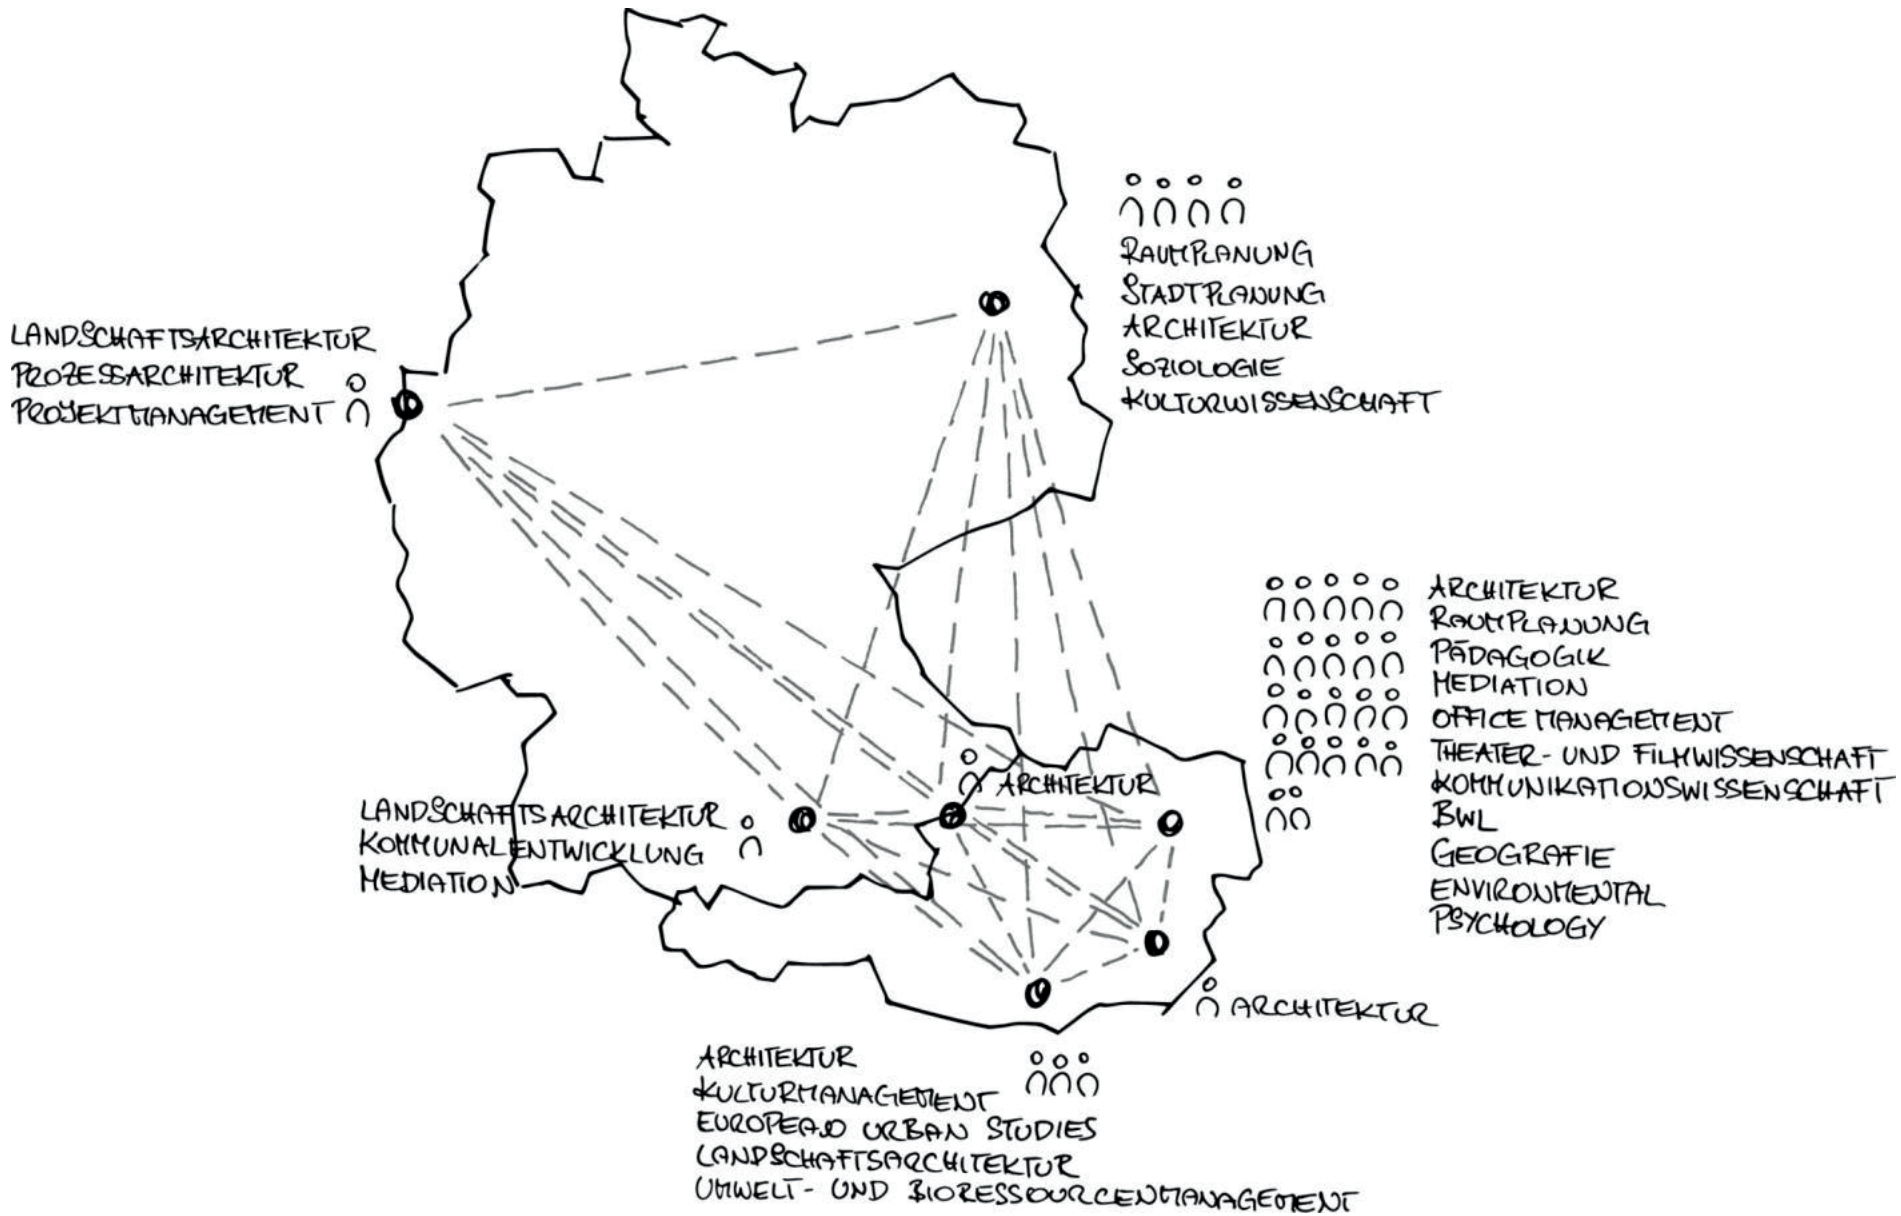 RAUMPLANUNG
STADTPLANUNG
ARCHITEKTUR
SOZIOLOGIE
KULTURWISSENSCHAFT
LANDSCHAFTSARCHITEKTUR
PROZESSARCHITEKTUR
PROJEKTMANAGEMENT
ARCHITEKTUR
RAUMPLANUNG
PÄDAGOGIK
MEDIATION
OFFICE MANAGEMENT
THEATER- UND FILMWISSENSCHAFT
KOMMUNIKATIONSWISSENSCHAFT
BWL
GEOGRAFIE
ENVIRONMENTAL
PSYCHOLOGY
ARCHITEKTUR
LANDSCHAFTSARCHITEKTUR
KOMMUNALENTWICKLUNG
MEDIATION
ARCHITEKTUR
ARCHITEKTUR
KULTURMANAGEMENT
EUROPEAN URBAN STUDIES
LANDSCHAFTSARCHITEKTUR
UMWELT- UND BIORESSOURCENMANAGEMENT